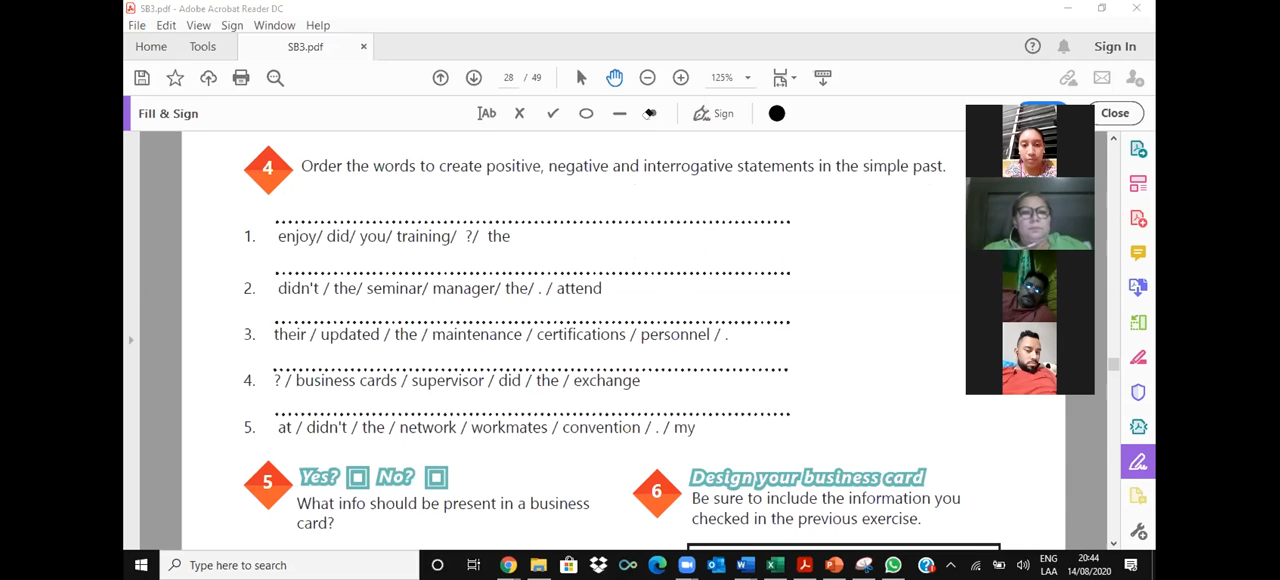 SB3.pdf - Adobe Acrobat Reader DC
File Edit View Sign Window Help
Home Tools SB3.pdf × Sign In
28 / 49 125%
Fill & Sign Sign Close
4 Order the words to create positive, negative and interrogative statements in the simple past.
1. enjoy/ did/ you/ training/ ?/ the
2. didn't / the/ seminar/ manager/ the/ . / attend
3. their / updated / the / maintenance / certifications / personnel / .
4. ? / business cards / supervisor / did / the / exchange
5. at / didn't / the / network / workmates / convention / . / my
5 Yes? No?
What info should be present in a business
card?
6 Design your business card
Be sure to include the information you
checked in the previous exercise.
Type here to search
ENG
LAA
20:44
14/08/2020